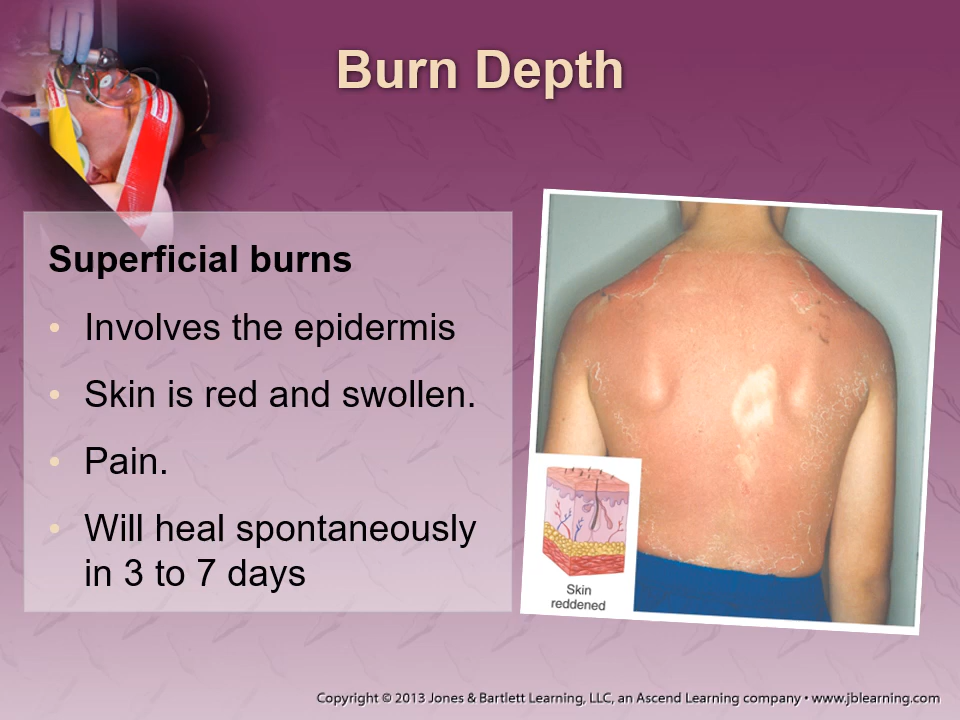 Burn Depth
Superficial burns
• Involves the epidermis
• Skin is red and swollen.
• Pain.
• Will heal spontaneously
in 3 to 7 days
Skin
reddened
Copyright © 2013 Jones & Bartlett Learning, LLC, an Ascend Learning company • www.jblearning.com